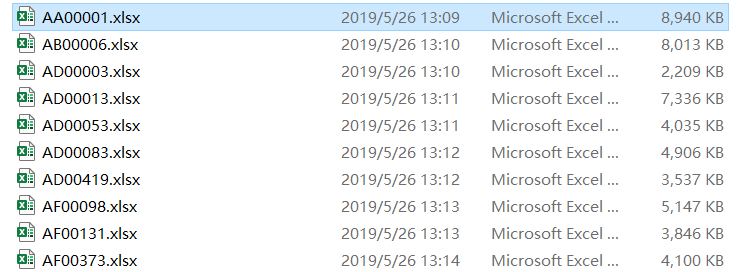 AA00001.xlsx 2019/5/26 13:09 Microsoft Excel ... 8,940 KB
AB00006.xlsx 2019/5/26 13:10 Microsoft Excel ... 8,013 KB
AD00003.xlsx 2019/5/26 13:10 Microsoft Excel ... 2,209 KB
AD00013.xlsx 2019/5/26 13:11 Microsoft Excel ... 7,336 KB
AD00053.xlsx 2019/5/26 13:11 Microsoft Excel ... 4,035 KB
AD00083.xlsx 2019/5/26 13:12 Microsoft Excel ... 4,906 KB
AD00419.xlsx 2019/5/26 13:12 Microsoft Excel ... 3,537 KB
AF00098.xlsx 2019/5/26 13:13 Microsoft Excel ... 5,147 KB
AF00131.xlsx 2019/5/26 13:13 Microsoft Excel ... 3,846 KB
AF00373.xlsx 2019/5/26 13:14 Microsoft Excel ... 4,100 KB